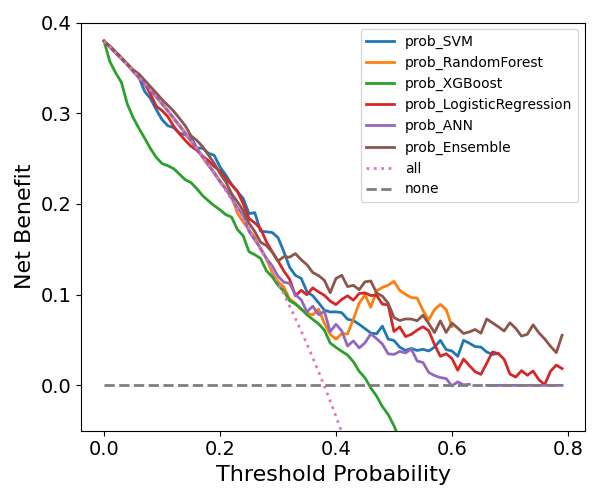 0.4
0.3
0.2
0.1
0.0
Net Benefit
prob_SVM
prob_RandomForest
prob_XGBoost
prob_LogisticRegression
prob_ANN
prob_Ensemble
all
none
0.0 0.2 0.4 0.6 0.8
Threshold Probability